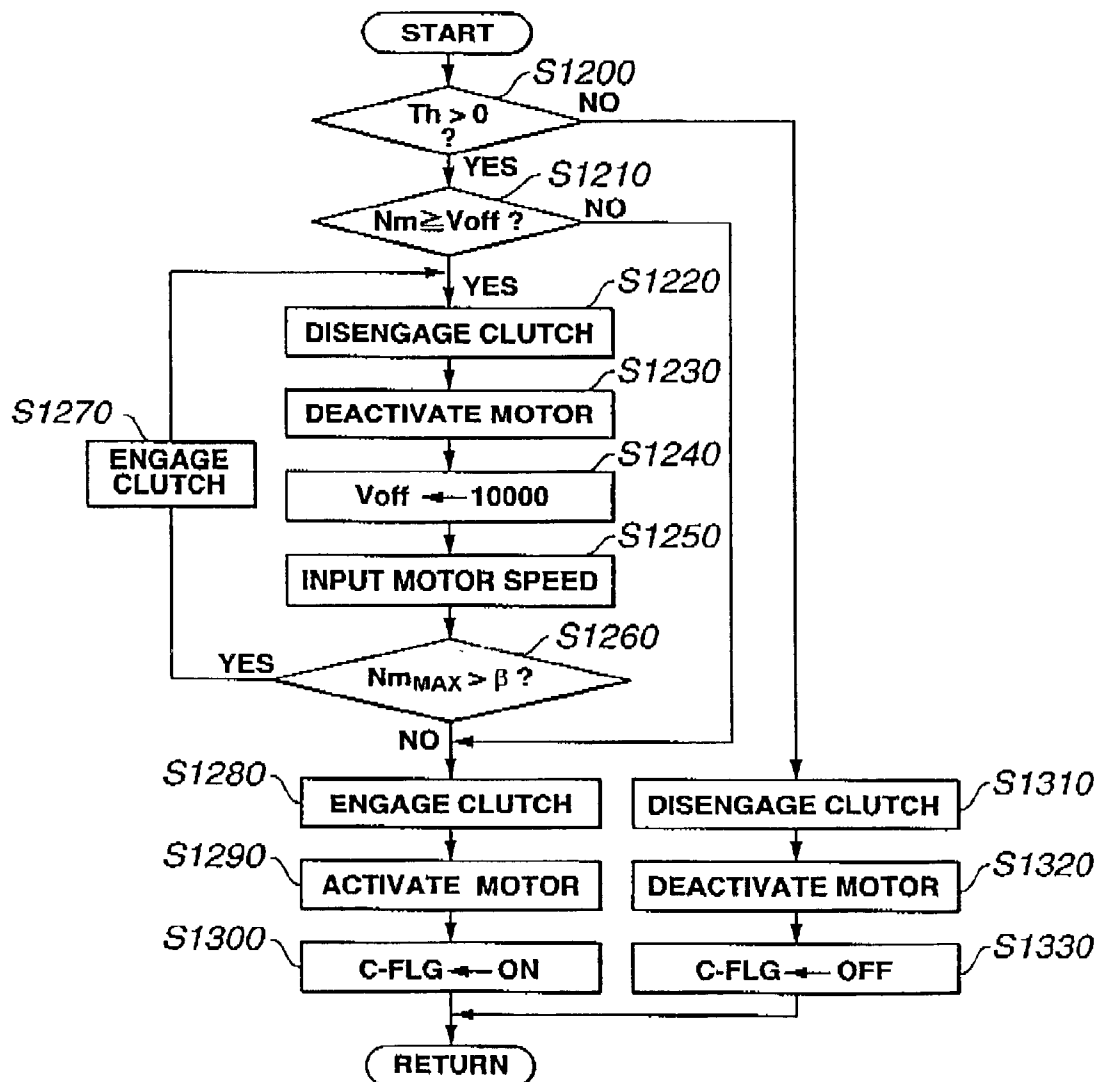 START
S1200
Th > 0
?
NO
YES
S1210
Nm≧Voff ?
NO
YES
S1220
DISENGAGE CLUTCH
S1230
DEACTIVATE MOTOR
S1270
ENGAGE
CLUTCH
S1240
Voff ← 10000
S1250
INPUT MOTOR SPEED
S1260
YES
NmMAX > β ?
NO
S1280
ENGAGE CLUTCH
DISENGAGE CLUTCH
S1310
S1290
ACTIVATE MOTOR
DEACTIVATE MOTOR
S1320
S1300
C-FLG ← ON
C-FLG ← OFF
S1330
RETURN